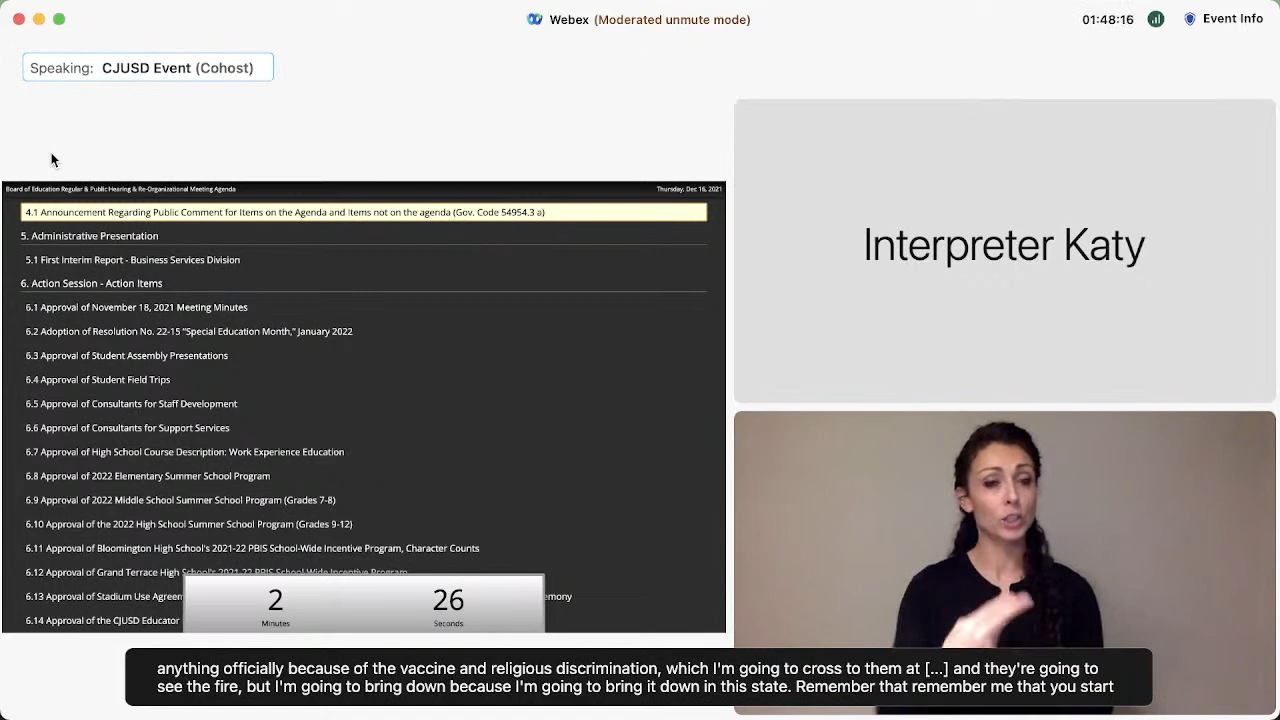 Webex (Moderated unmute mode)
01:48:16
Event Info
Speaking: CJUSD Event (Cohost)
Board of Education Regular & Public Hearing & Re-Organizational Meeting Agenda
Thursday, Dec 16, 2021
4.1 Announcement Regarding Public Comment for Items on the Agenda and Items not on the agenda (Gov. Code 54954.3 a)
5. Administrative Presentation
5.1 First Interim Report - Business Services Division
6. Action Session - Action Items
6.1 Approval of November 18, 2021 Meeting Minutes
6.2 Adoption of Resolution No. 22-15 “Special Education Month,” January 2022
6.3 Approval of Student Assembly Presentations
6.4 Approval of Student Field Trips
6.5 Approval of Consultants for Staff Development
6.6 Approval of Consultants for Support Services
6.7 Approval of High School Course Description: Work Experience Education
6.8 Approval of 2022 Elementary Summer School Program
6.9 Approval of 2022 Middle School Summer School Program (Grades 7-8)
6.10 Approval of the 2022 High School Summer School Program (Grades 9-12)
6.11 Approval of Bloomington High School's 2021-22 PBIS School-Wide Incentive Program, Character Counts
6.12 Approval of Grand Terrace High School's 2021-22 PBIS School-Wide Incentive Program
6.13 Approval of Stadium Use
6.14 Approval of the CJUSD Educator
2 26
Minutes Seconds
Interpreter Katy
anything officially because of the vaccine and religious discrimination, which I'm going to cross to them at [...] and they're going to
see the fire, but I'm going to bring down because I'm going to bring it down in this state. Remember that remember me that you start